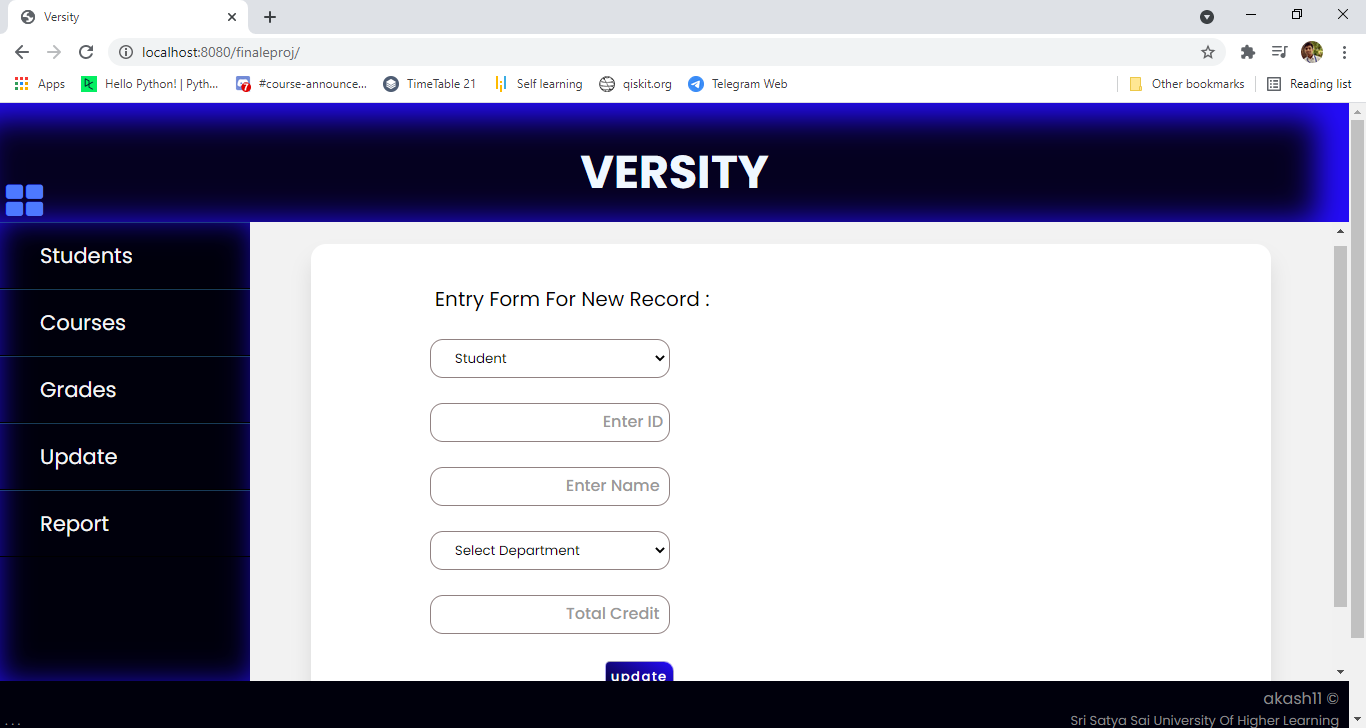 Versity
localhost:8080/finaleproj/
Apps Hello Python! | Pyth... #course-announce... TimeTable 21 Self learning qiskit.org Telegram Web Other bookmarks Reading list
VERSITY
Students
Courses
Grades
Update
Report
Entry Form For New Record :
Student
Enter ID
Enter Name
Select Department
Total Credit
update
akash11 ©
... Sri Satya Sai University Of Higher Learning